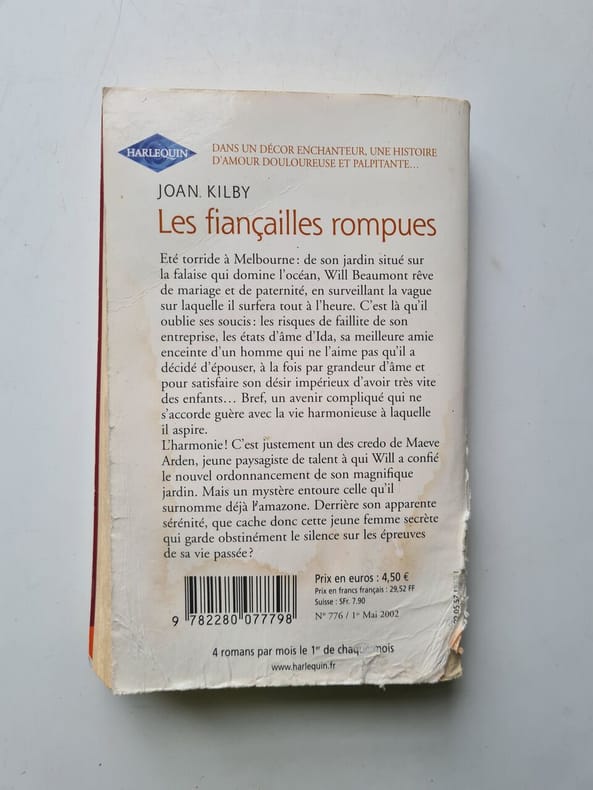 HARLEQUIN
DANS UN DÉCOR ENCHANTEUR, UNE HISTOIRE
D'AMOUR DOULOUREUSE ET PALPITANTE...
JOAN KILBY
Les fiançailles rompues
Eté torride à Melbourne : de son jardin situé sur
la falaise qui domine l'océan, Will Beaumont rêve
de mariage et de paternité, en surveillant la vague
sur laquelle il surfera tout à l'heure. C'est là qu'il
oublie ses soucis : les risques de faillite de son
entreprise, les états d'âme d'Ida, sa meilleure amie
enceinte d'un homme qui ne l'aime pas qu'il a
décidé d'épouser, à la fois par grandeur d'âme et
pour satisfaire son désir impérieux d'avoir très vite
des enfants... Bref, un avenir compliqué qui ne
s'accorde guère avec la vie harmonieuse à laquelle
il aspire.
L'harmonie ! C'est justement un des credo de Maeve
Arden, jeune paysagiste de talent à qui Will a confié
le nouvel ordonnancement de son magnifique
jardin. Mais un mystère entoure celle qu'il
surnomme déjà l'amazone. Derrière son apparente
sérénité, que cache donc cette jeune femme secrète
qui garde obstinément le silence sur les épreuves
de sa vie passée ?
Prix en euros : 4,50 €
Prix en francs français : 29,52 FF
Suisse : SFr. 7.90
N° 776 / 1er Mai 2002
9 782280 077798
4 romans par mois le 1er de chaque mois
www.harlequin.fr